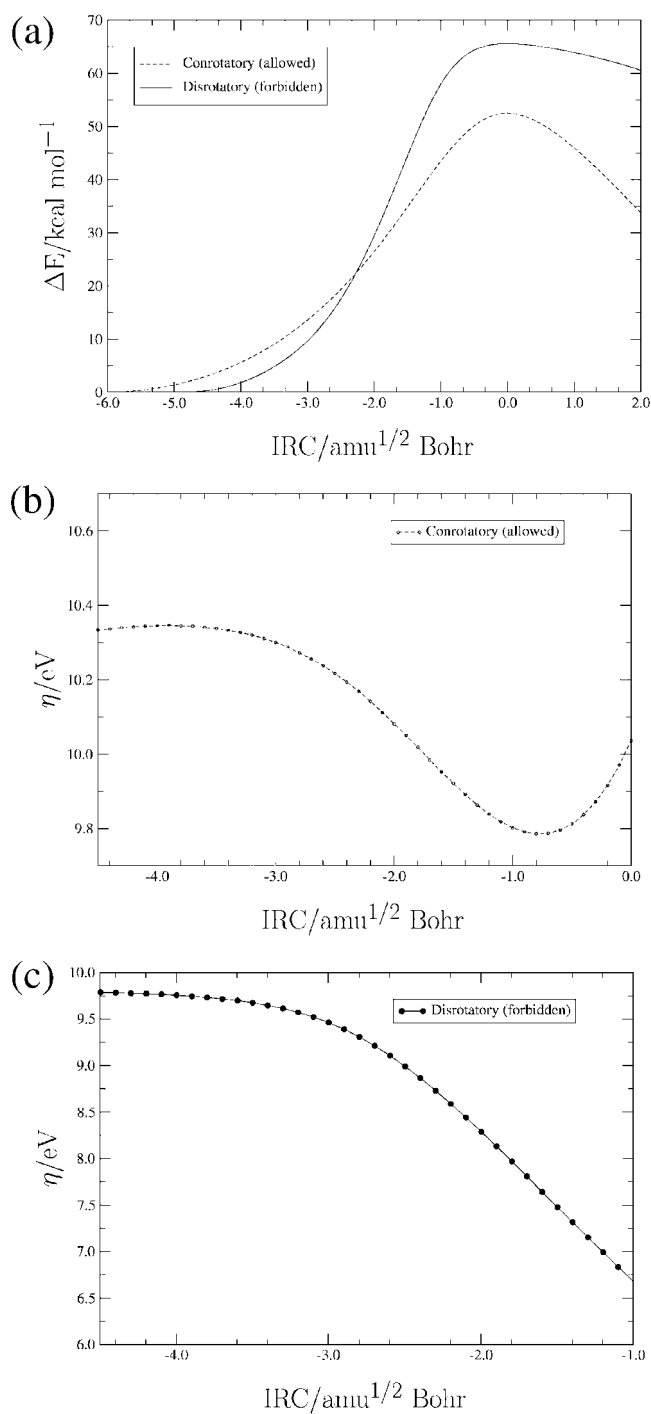 (a)
70
60
50
40
30
20
10
0
ΔE/kcal mol⁻¹
Conrotatory (allowed)
Disrotatory (forbidden)
-6.0 -5.0 -4.0 -3.0 -2.0 -1.0 0.0 1.0 2.0
IRC/amu^1/2 Bohr
(b)
10.6
10.4
10.2
10.0
9.8
η/eV
Conrotatory (allowed)
-4.0 -3.0 -2.0 -1.0 0.0
IRC/amu^1/2 Bohr
(c)
10.0
9.5
9.0
8.5
8.0
7.5
7.0
6.5
6.0
η/eV
Disrotatory (forbidden)
-4.0 -3.0 -2.0 -1.0
IRC/amu^1/2 Bohr